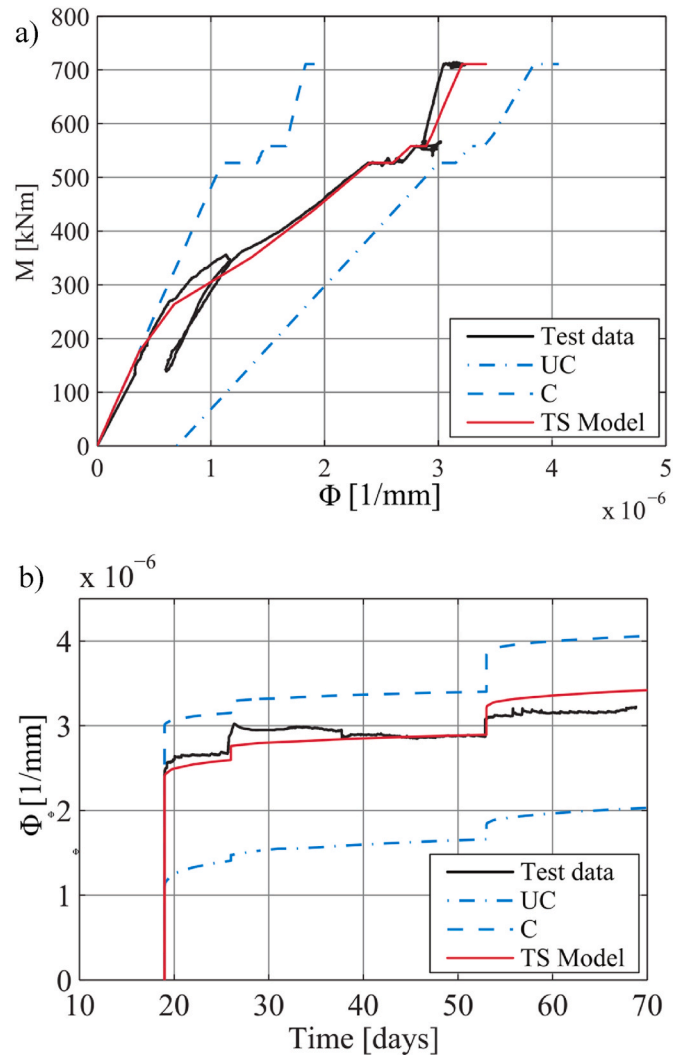 a)
800
700
600
500
400
300
200
100
0
M [kNm]
0 1 2 3 4 5
Φ [1/mm]
x 10⁻⁶
Test data
UC
C
TS Model
b)
x 10⁻⁶
4
3
2
1
0
Φ [1/mm]
Φ
Φ
10 20 30 40 50 60 70
Time [days]
Test data
UC
C
TS Model